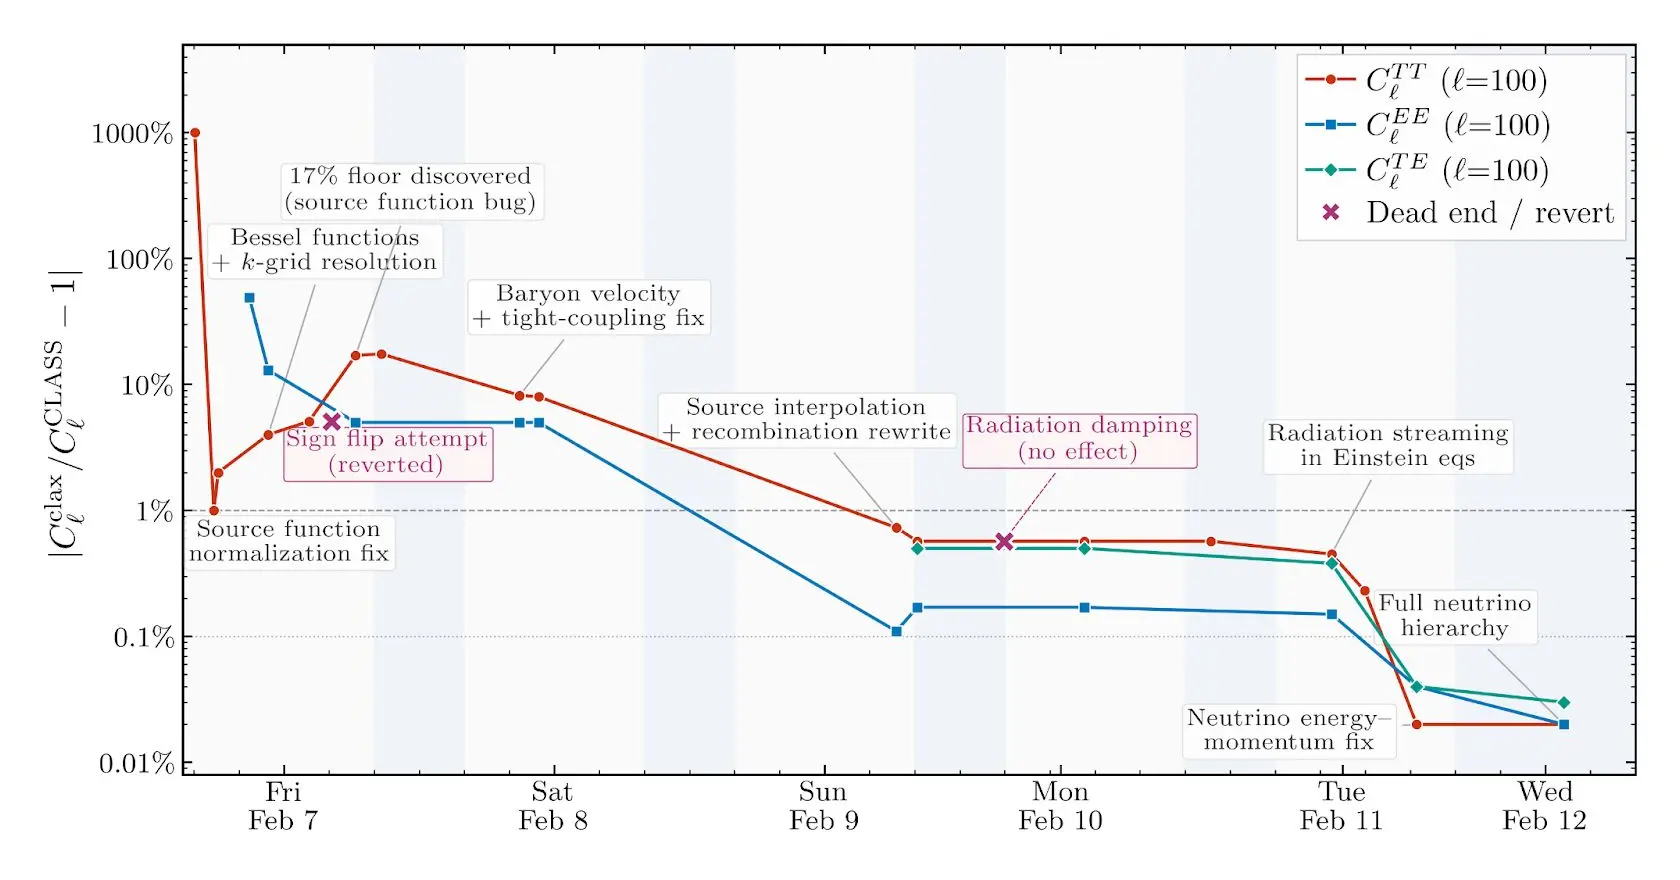 |C_ℓ^clax / C_ℓ^CLASS − 1|
1000%
100%
10%
1%
0.1%
0.01%
C_ℓ^TT (ℓ=100)
C_ℓ^EE (ℓ=100)
C_ℓ^TE (ℓ=100)
Dead end / revert
17% floor discovered
(source function bug)
Bessel functions
+ k-grid resolution
Baryon velocity
+ tight-coupling fix
Source interpolation
+ recombination rewrite
Radiation damping
(no effect)
Radiation streaming
in Einstein eqs
Sign flip attempt
(reverted)
Source function
normalization fix
Full neutrino
hierarchy
Neutrino energy–
momentum fix
Fri
Feb 7
Sat
Feb 8
Sun
Feb 9
Mon
Feb 10
Tue
Feb 11
Wed
Feb 12